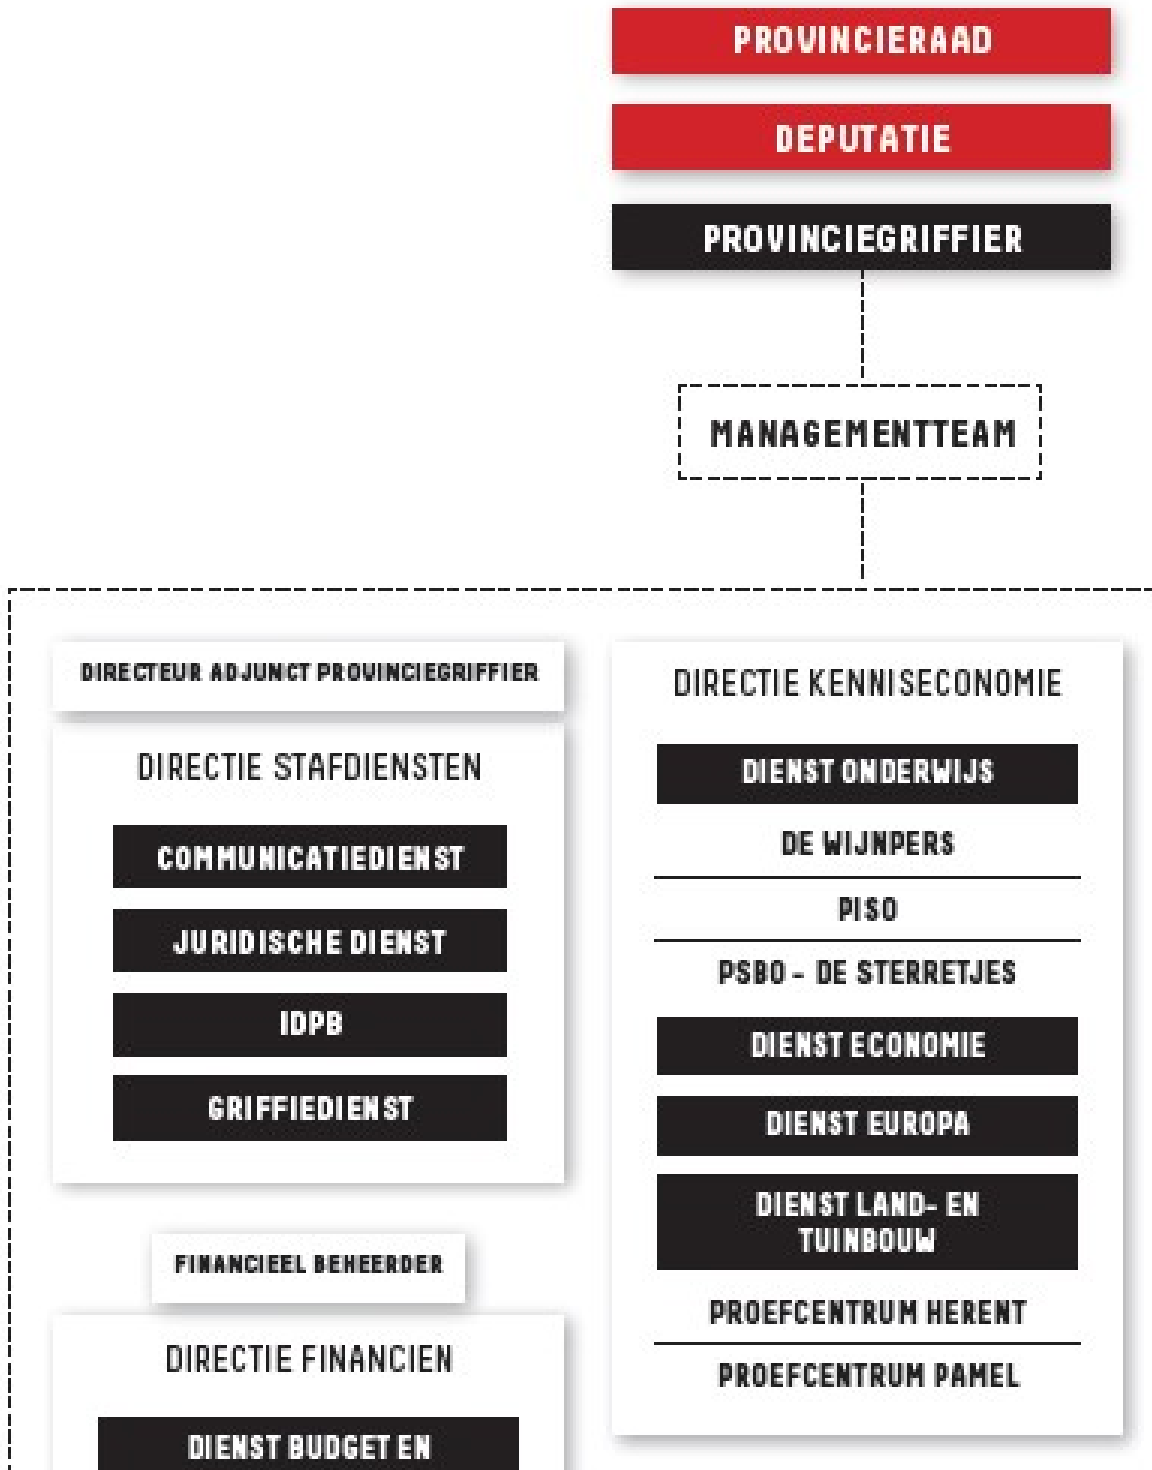 PROVINCIERAAD
DEPUTATIE
PROVINCIEGRIFFIER
MANAGEMENTTEAM
DIRECTEUR ADJUNCT PROVINCIEGRIFFIER
DIRECTIE STAFDIENSTEN
COMMUNICATIEDIENST
JURIDISCHE DIENST
IDPB
GRIFFIEDIENST
FINANCIEEL BEHEERDER
DIRECTIE FINANCIEN
DIENST BUDGET EN
DIRECTIE KENNISECONOMIE
DIENST ONDERWIJS
DE WIJNPERS
PISO
PSBO - DE STERRETJES
DIENST ECONOMIE
DIENST EUROPA
DIENST LAND- EN
TUINBOUW
PROEFCENTRUM HERENT
PROEFCENTRUM PAMEL